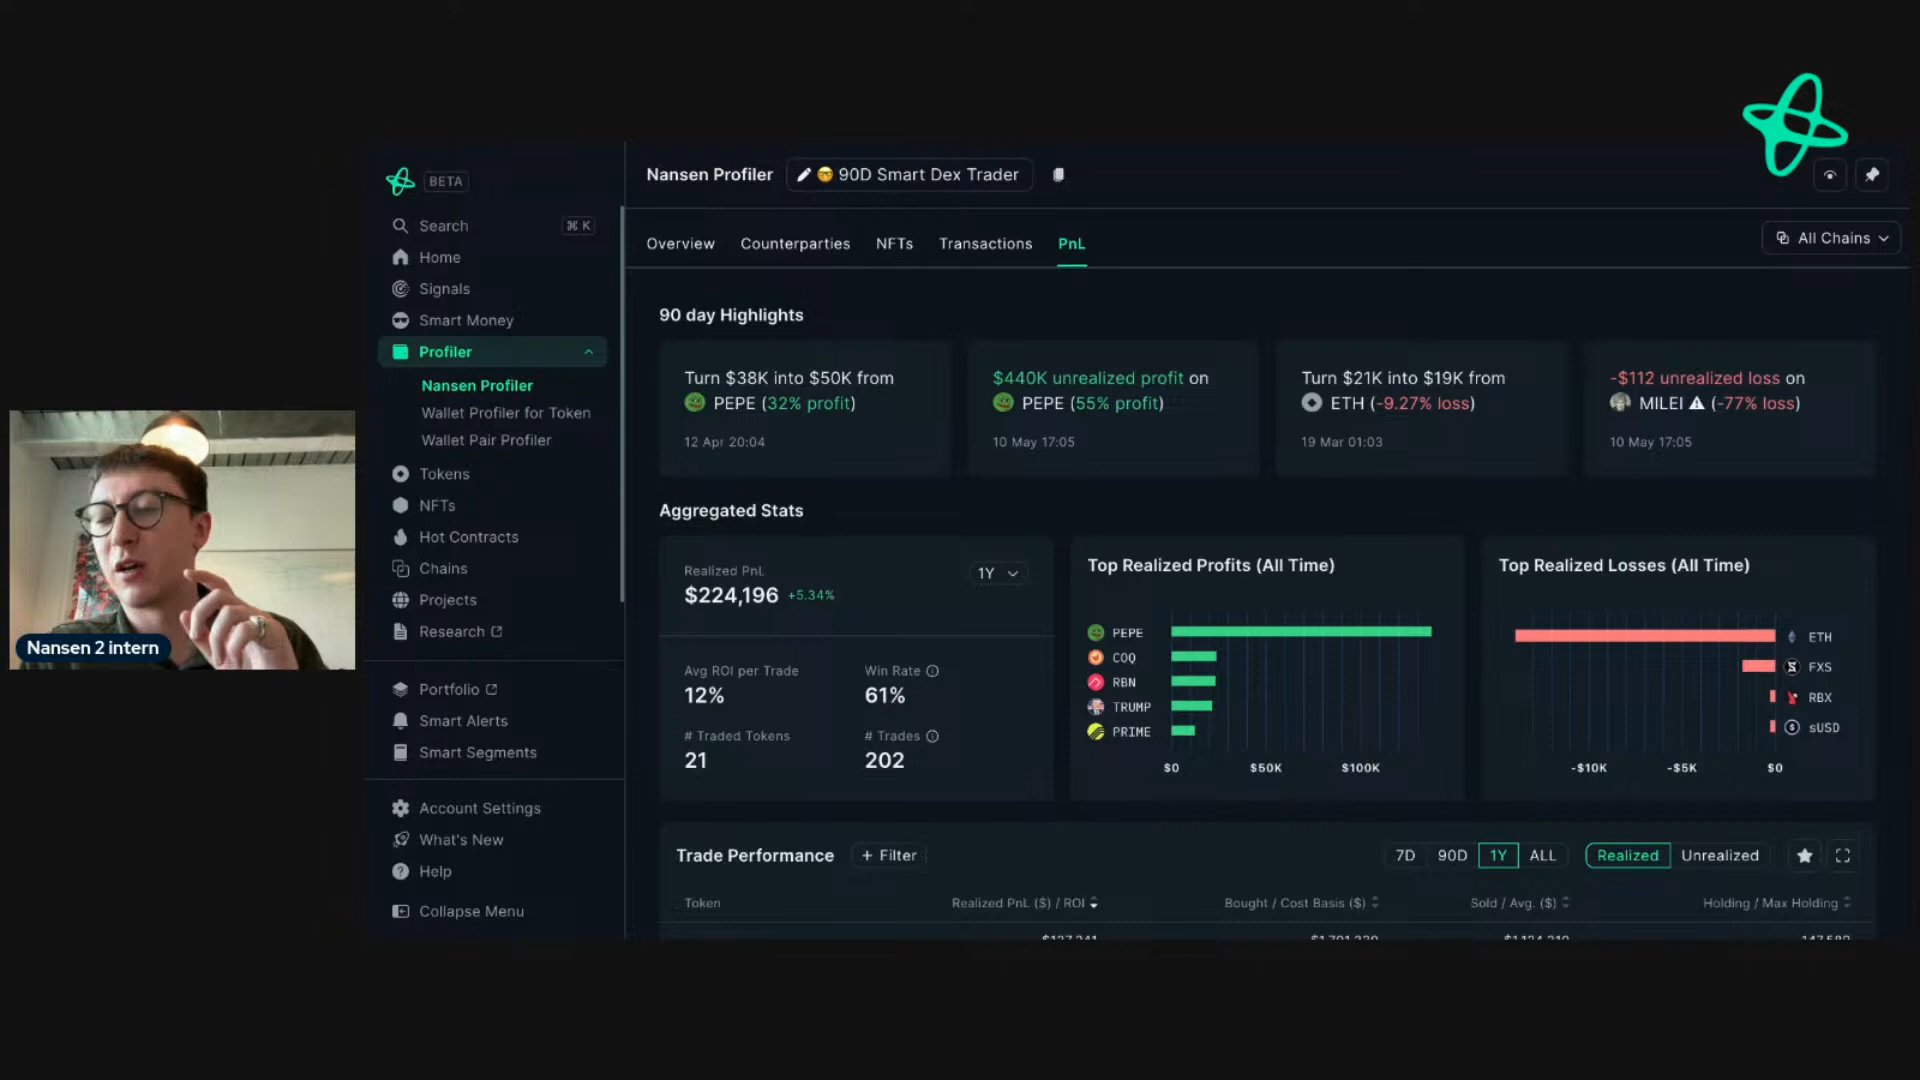 BETA
Search
⌘ K
Home
Signals
Smart Money
Profiler
Nansen Profiler
Wallet Profiler for Token
Wallet Pair Profiler
Tokens
NFTs
Hot Contracts
Chains
Projects
Research
Portfolio
Smart Alerts
Smart Segments
Account Settings
What's New
Help
Collapse Menu
Nansen 2 intern
Nansen Profiler
90D Smart Dex Trader
Overview
Counterparties
NFTs
Transactions
PnL
All Chains
90 day Highlights
Turn $38K into $50K from
PEPE (32% profit)
12 Apr 20:04
$440K unrealized profit on
PEPE (55% profit)
10 May 17:05
Turn $21K into $19K from
ETH (-9.27% loss)
19 Mar 01:03
-$112 unrealized loss on
MILEI (-77% loss)
10 May 17:05
Aggregated Stats
Realized PnL
1Y
$224,196 +5.34%
Avg ROI per Trade
12%
Win Rate
61%
# Traded Tokens
21
# Trades
202
Top Realized Profits (All Time)
PEPE
COQ
RBN
TRUMP
PRIME
$0 $50K $100K
Top Realized Losses (All Time)
ETH
FXS
RBX
sUSD
-$10K -$5K $0
Trade Performance
+ Filter
7D 90D 1Y ALL
Realized Unrealized
Token
Realized PnL ($) / ROI
Bought / Cost Basis ($)
Sold / Avg. ($)
Holding / Max Holding